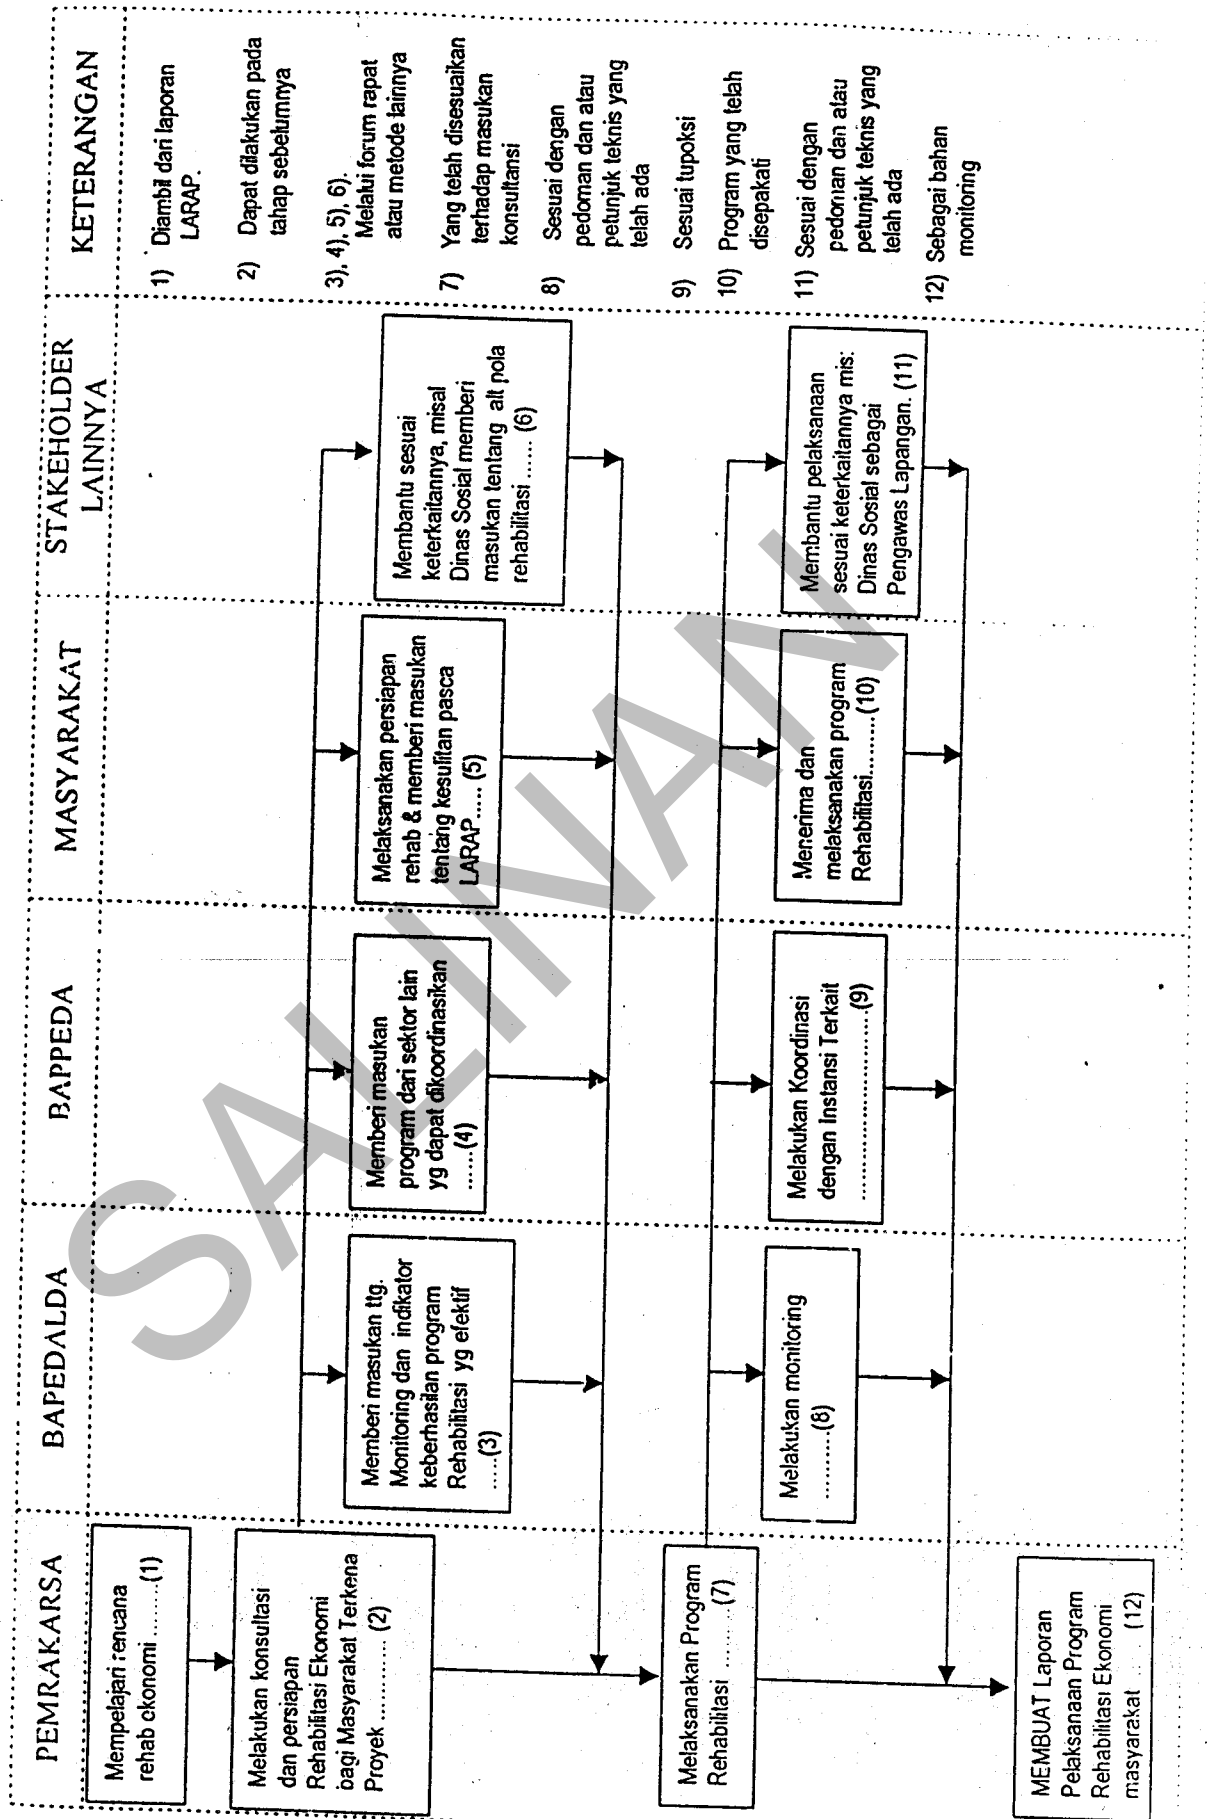 PEMRAKARSA
BAPEDALDA
BAPPEDA
MASYARAKAT
STAKEHOLDER
LAINNYA
KETERANGAN
Mempelajari rencana
rehab ekonomi .........(1)
Melakukan konsultasi
dan persiapan
Rehabilitasi Ekonomi
bagi Masyarakat Terkena
Proyek ............. (2)
Memberi masukan ttg.
Monitoring dan indikator
keberhasilan program
Rehabilitasi yg efektif
......(3)
Memberi masukan
program dari sektor lain
yg dapat dikoordinasikan
.......(4)
Melaksanakan persiapan
rehab & memberi masukan
tentang kesulitan pasca
LARAP..... (5)
Membantu sesuai
keterkaitannya, misal
Dinas Sosial memberi
masukan tentang alt pola
rehabilitasi ...... (6)
Melaksanakan Program
Rehabilitasi .........(7)
Melakukan monitoring
..........(8)
Melakukan Koordinasi
dengan Instansi Terkait
................................(9)
Menerima dan
melaksanakan program
Rehabilitasi...........(10)
Membantu pelaksanaan
sesuai keterkaitannya mis:
Dinas Sosial sebagai
Pengawas Lapangan. (11)
MEMBUAT Laporan
Pelaksanaan Program
Rehabilitasi Ekonomi
masyarakat ... (12)
1) Diambil dari laporan
LARAP.
2) Dapat dilakukan pada
tahap sebelumnya
3), 4), 5), 6).
Melalui forum rapat
atau metode lainnya
7) Yang telah disesuaikan
terhadap masukan
konsultansi
8) Sesuai dengan
pedoman dan atau
petunjuk teknis yang
telah ada
9) Sesuai tupoksi
10) Program yang telah
disepakati
11) Sesuai dengan
pedoman dan atau
petunjuk teknis yang
telah ada
12) Sebagai bahan
monitoring
SALINAN